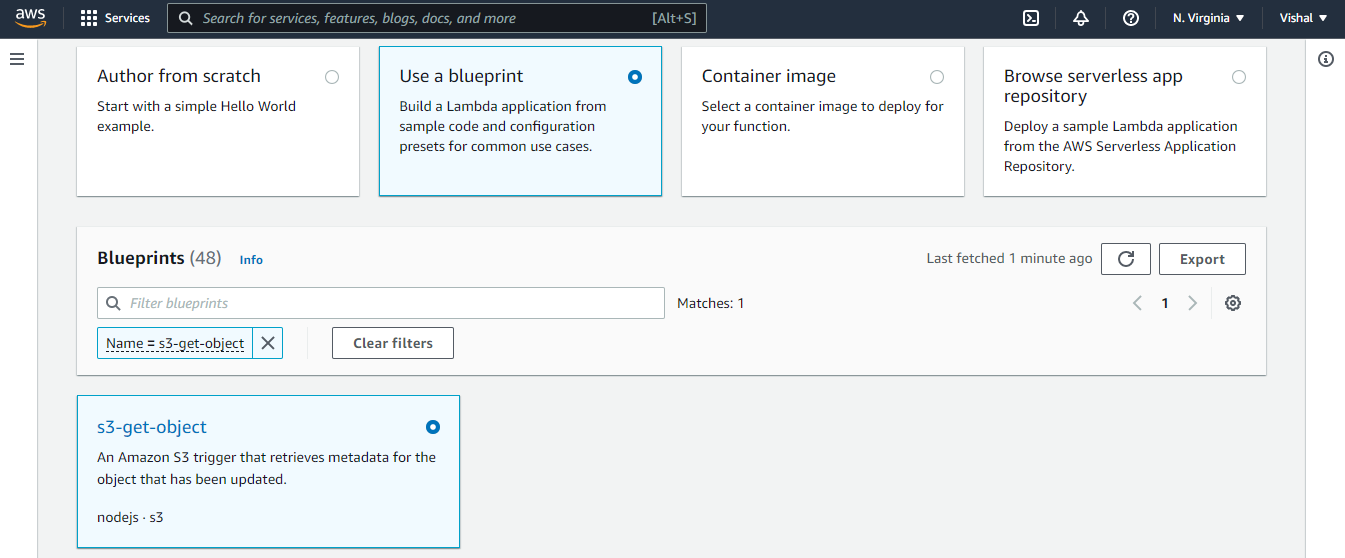 aws Services Search for services, features, blogs, docs, and more [Alt+S] N. Virginia ▼ Vishal ▼
Author from scratch
Start with a simple Hello World
example.
Use a blueprint
Build a Lambda application from
sample code and configuration
presets for common use cases.
Container image
Select a container image to deploy for
your function.
Browse serverless app
repository
Deploy a sample Lambda application
from the AWS Serverless Application
Repository.
Blueprints (48) Info
Last fetched 1 minute ago Export
Filter blueprints Matches: 1 1
Name = s3-get-object Clear filters
s3-get-object
An Amazon S3 trigger that retrieves metadata for the
object that has been updated.
nodejs · s3